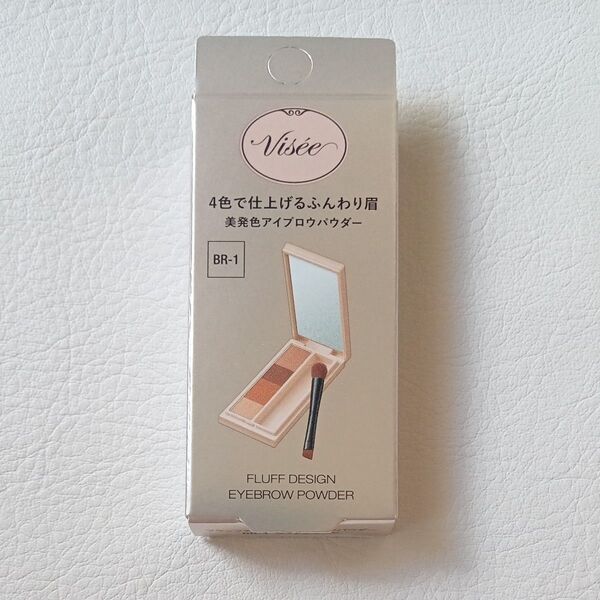 Visée
4色で仕上げるふんわり眉
美発色アイブロウパウダー
BR-1
FLUFF DESIGN
EYEBROW POWDER